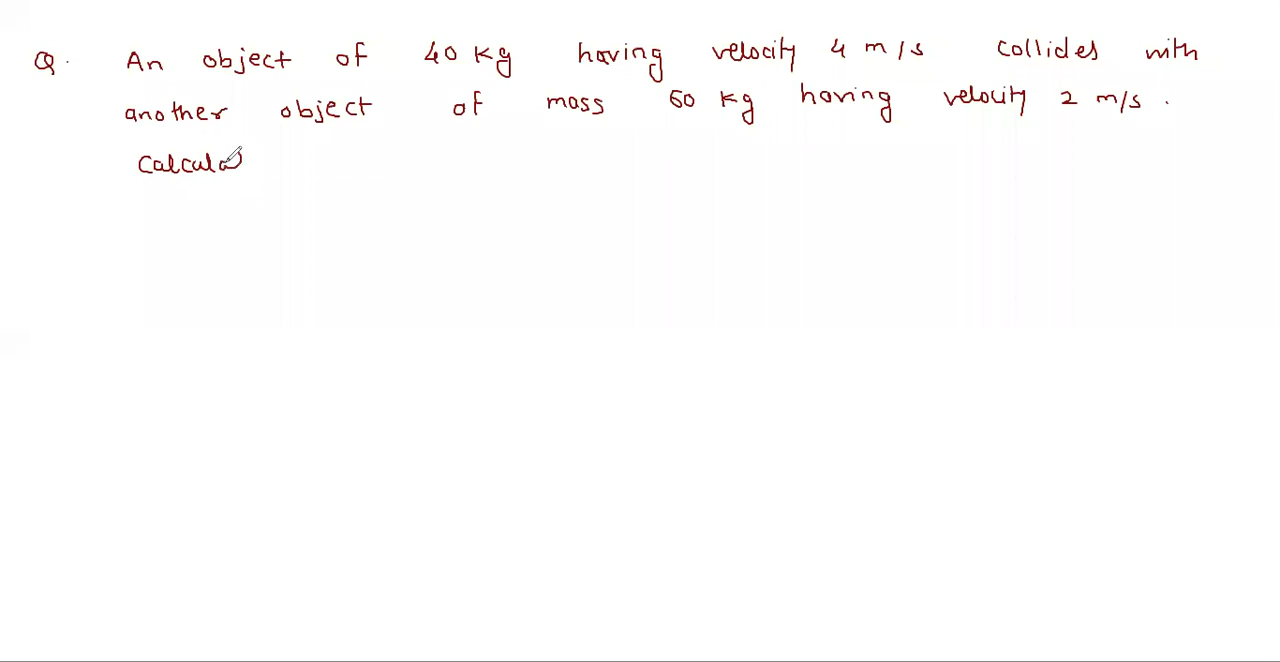 Q. An object of 40 kg having velocity 4 m/s collides with
another object of mass 60 kg having velocity 2 m/s.
Calcula